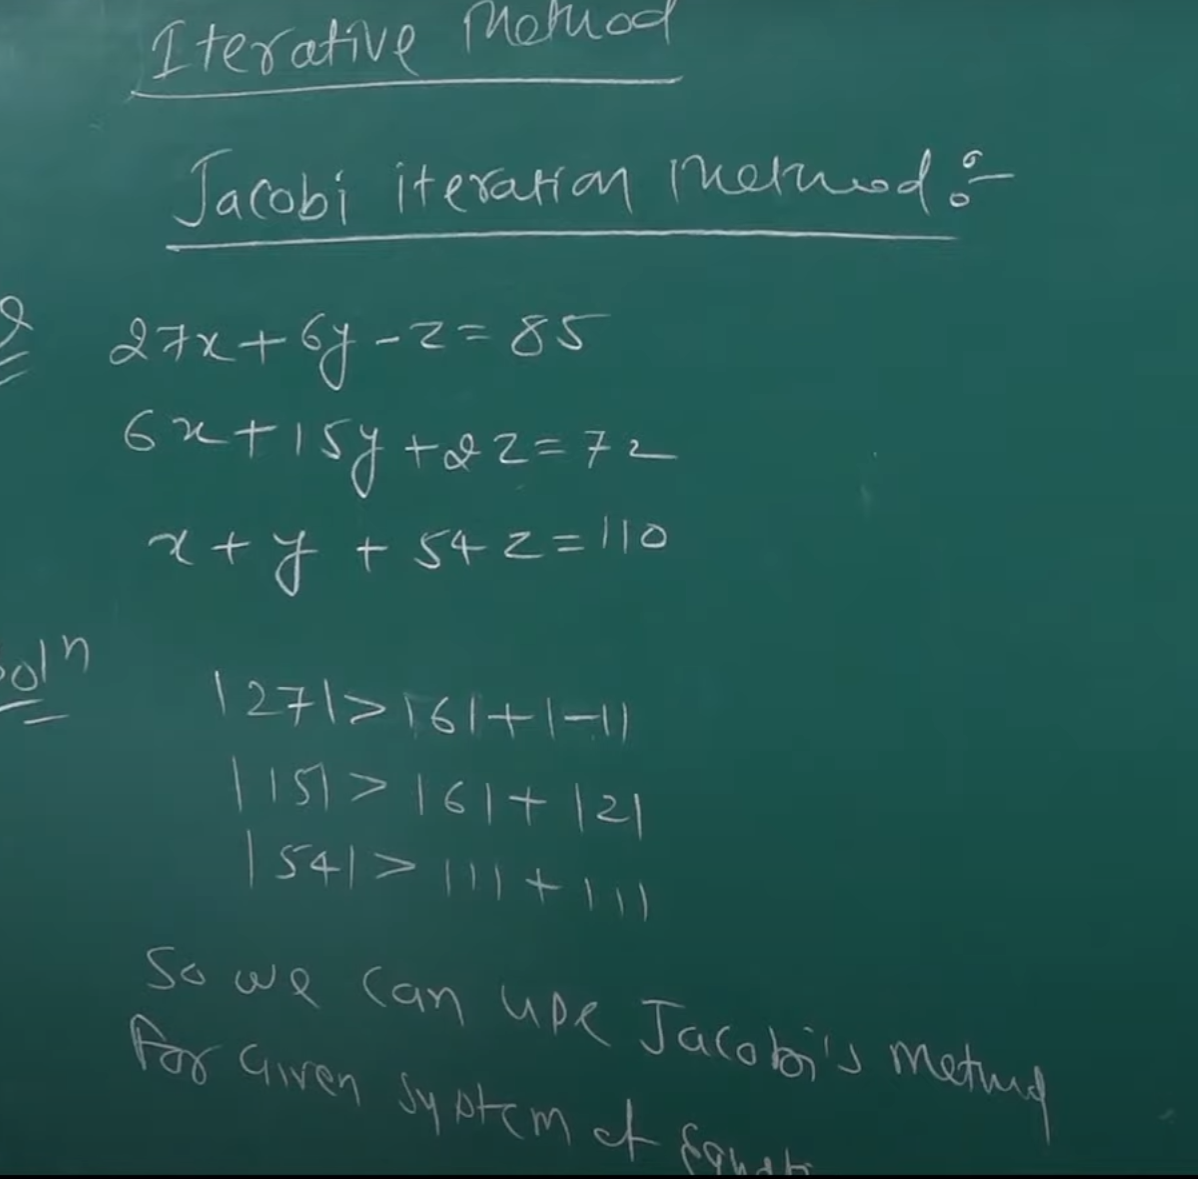 Iterative Method
Jacobi iteration Method :-
Q 27x + 6y - z = 85
6x + 15y + 2z = 72
x + y + 54z = 110
Solⁿ
|27| > |6| + |-1|
|15| > |6| + |2|
|54| > |1| + |1|
So we can use Jacobi's Method
for Given System of